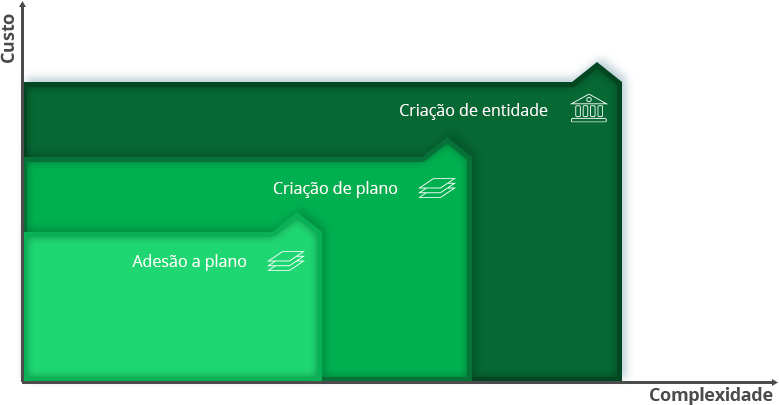 Custo
Criação de entidade
Criação de plano
Adesão a plano
Complexidade